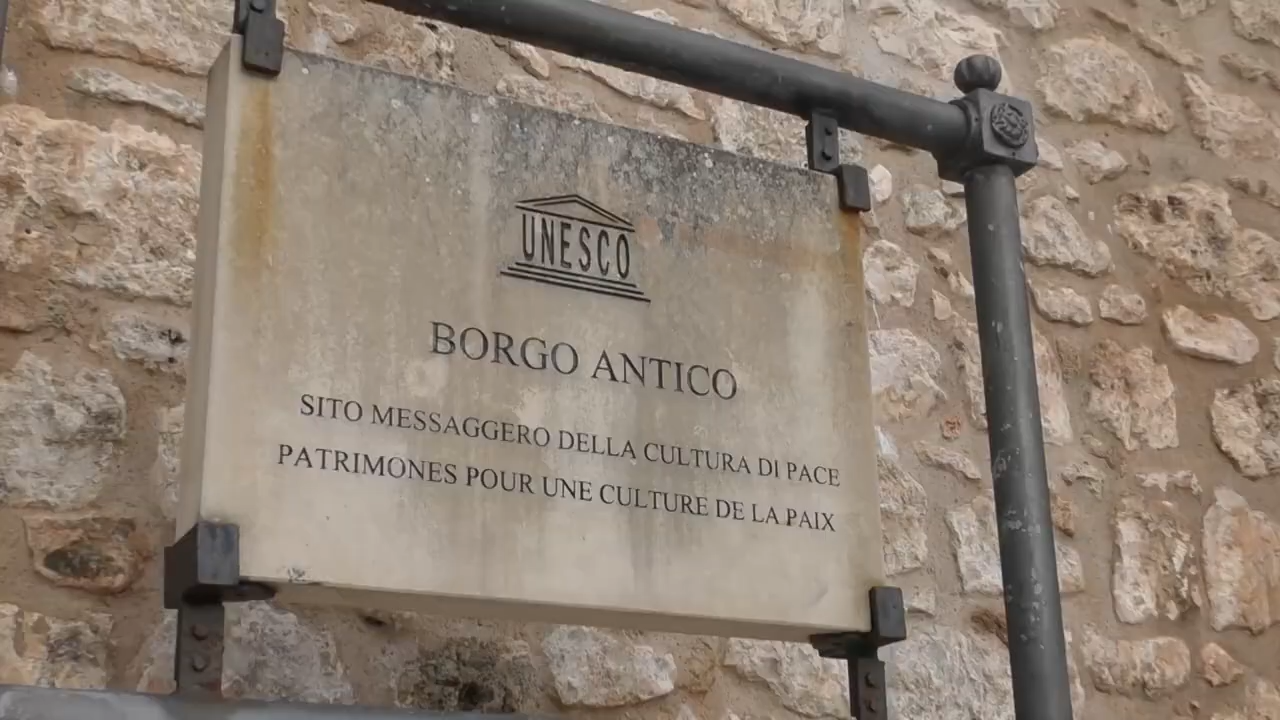 UNESCO
BORGO ANTICO
SITO MESSAGGERO DELLA CULTURA DI PACE
PATRIMONES POUR UNE CULTURE DE LA PAIX